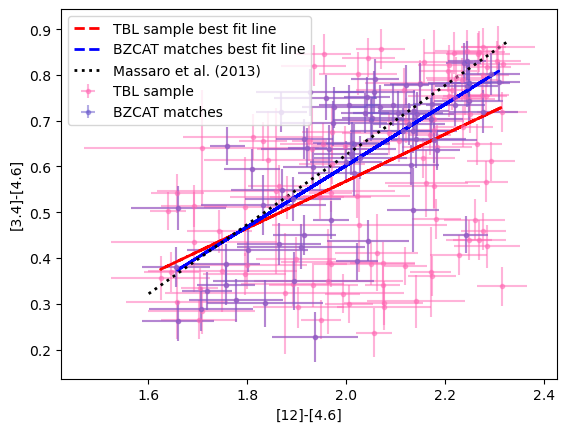 TBL sample best fit line
BZCAT matches best fit line
Massaro et al. (2013)
TBL sample
BZCAT matches
0.9
0.8
0.7
0.6
0.5
0.4
0.3
0.2
[3.4]-[4.6]
1.6 1.8 2.0 2.2 2.4
[12]-[4.6]